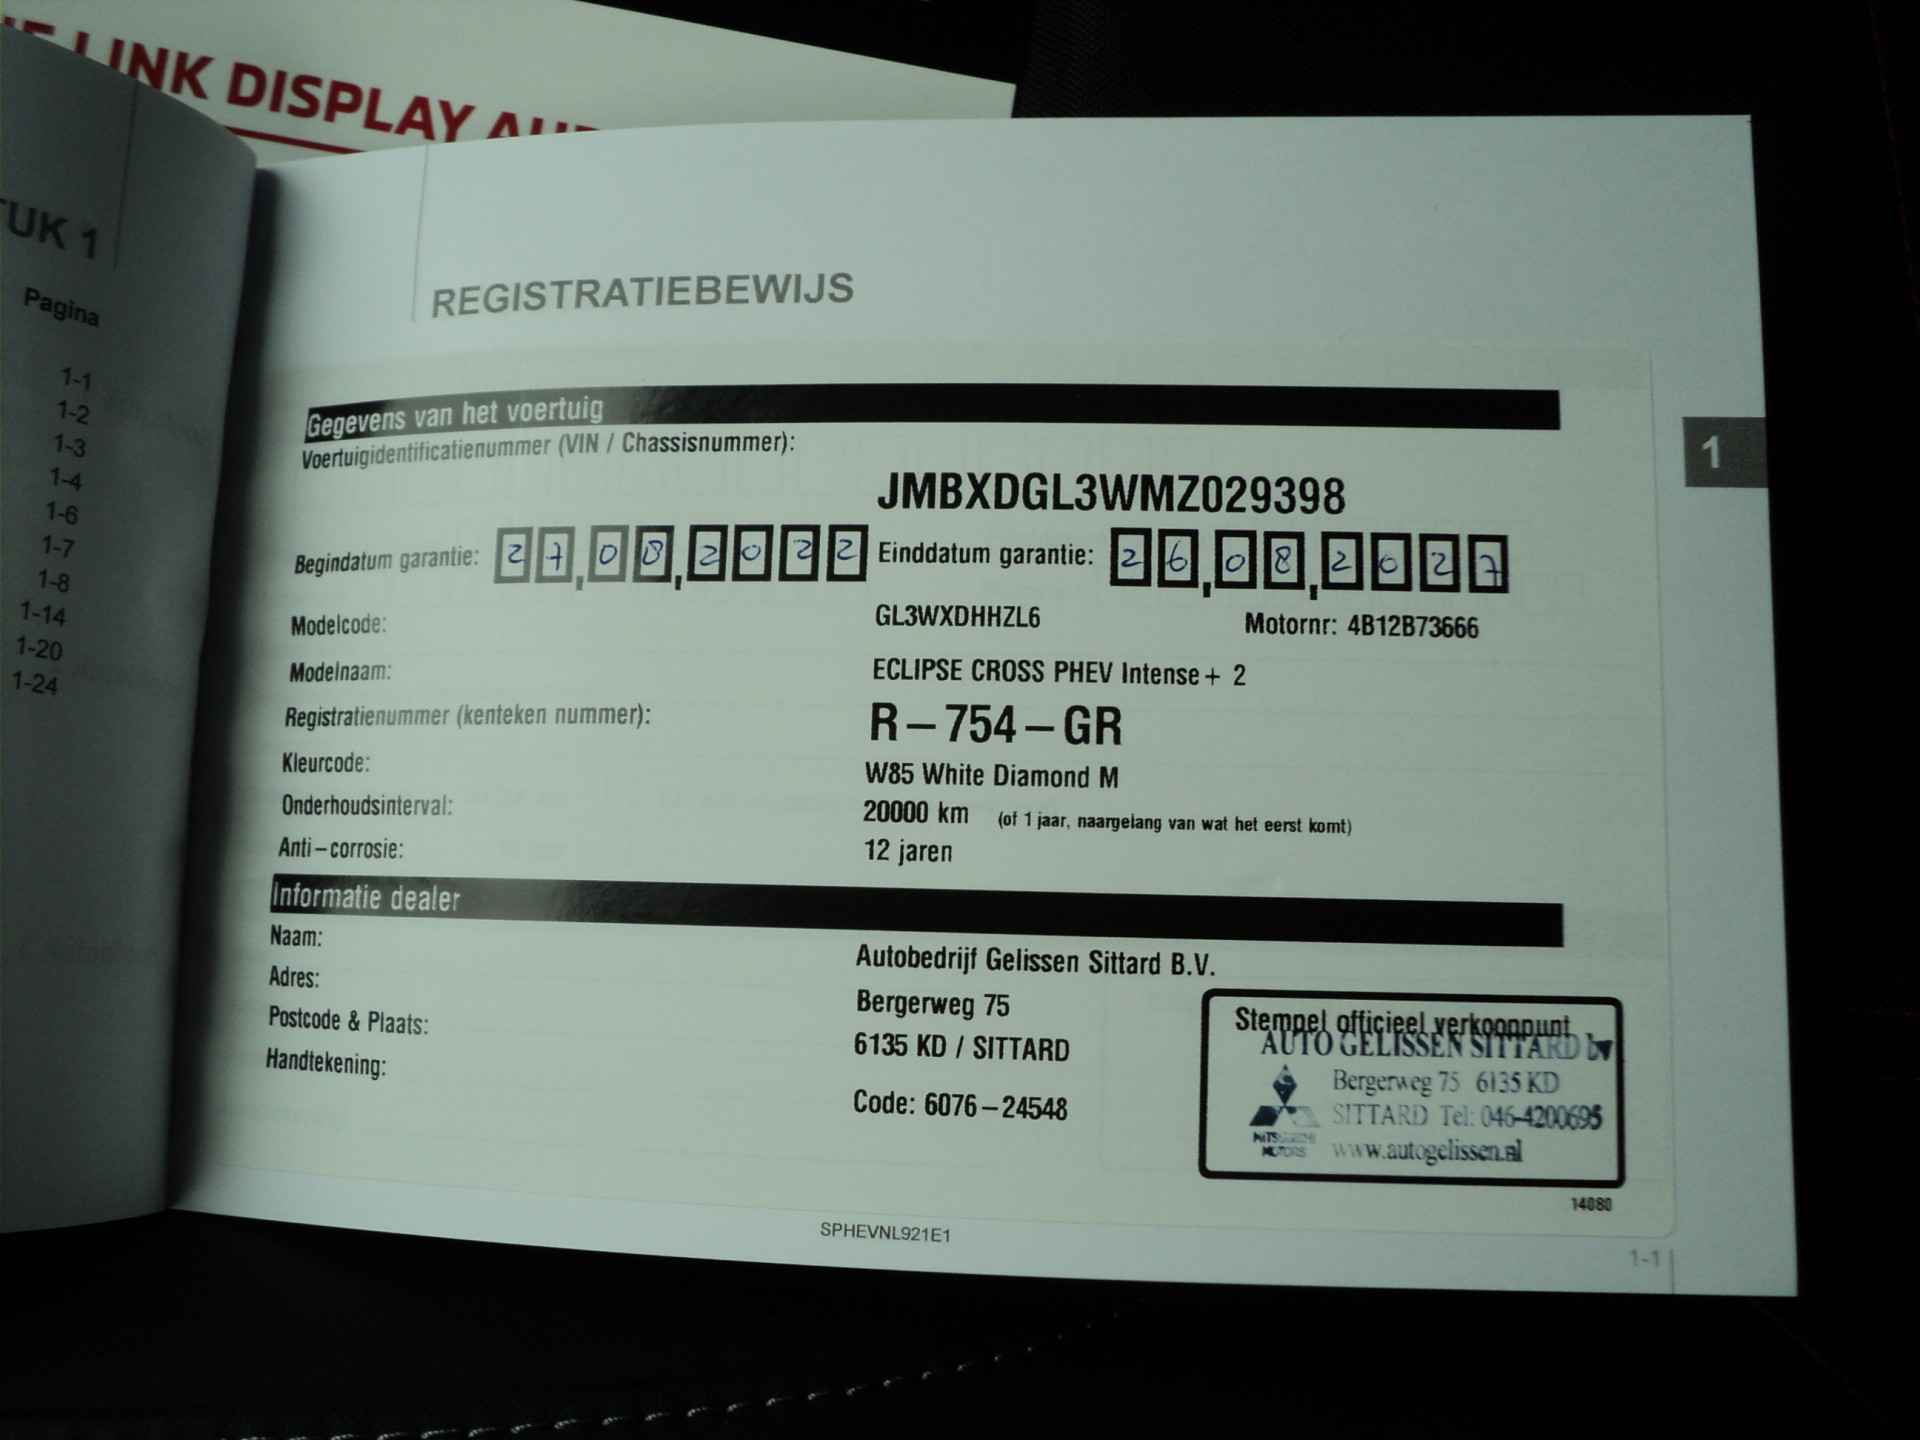 LINK DISPLAY
TUK 1
Pagina
1-1
1-2
1-3
1-4
1-6
1-7
1-8
1-14
1-20
1-24
REGISTRATIEBEWIJS
1
Gegevens van het voertuig
Voertuigidentificatienummer (VIN / Chassisnummer):
JMBXDGL3WMZ029398
Begindatum garantie: 27,08,2022 Einddatum garantie: 26,08,2027
Modelcode: GL3WXDHHZL6 Motornr: 4B12B73666
Modelnaam: ECLIPSE CROSS PHEV Intense+ 2
Registratienummer (kenteken nummer): R-754-GR
Kleurcode: W85 White Diamond M
Onderhoudsinterval: 20000 km (of 1 jaar, naargelang van wat het eerst komt)
Anti-corrosie: 12 jaren
Informatie dealer
Naam: Autobedrijf Gelissen Sittard B.V.
Adres: Bergerweg 75
Postcode & Plaats: 6135 KD / SITTARD
Handtekening:
Code: 6076-24548
Stempel officieel verkooppunt
AUTO GELISSEN SITTARD bv
Bergerweg 75 6135 KD
SITTARD Tel: 046-4200695
www.autogelissen.nl
MITSUBISHI
MOTORS
14080
SPHEVNL921E1
1-1